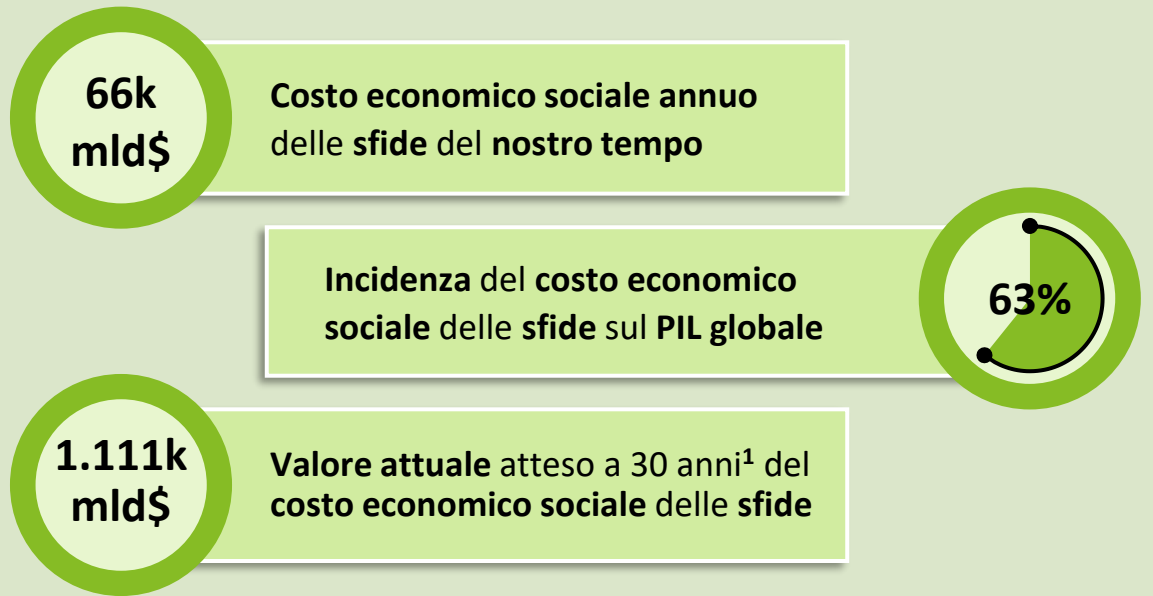 66k
mld$
Costo economico sociale annuo
delle sfide del nostro tempo
Incidenza del costo economico
sociale delle sfide sul PIL globale
63%
1.111k
mld$
Valore attuale atteso a 30 anni¹ del
costo economico sociale delle sfide